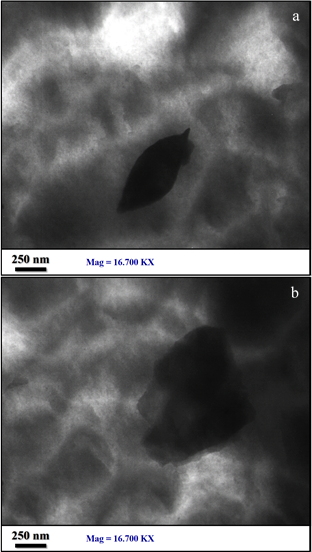 a
250 nm
Mag = 16.700 KX
b
250 nm
Mag = 16.700 KX